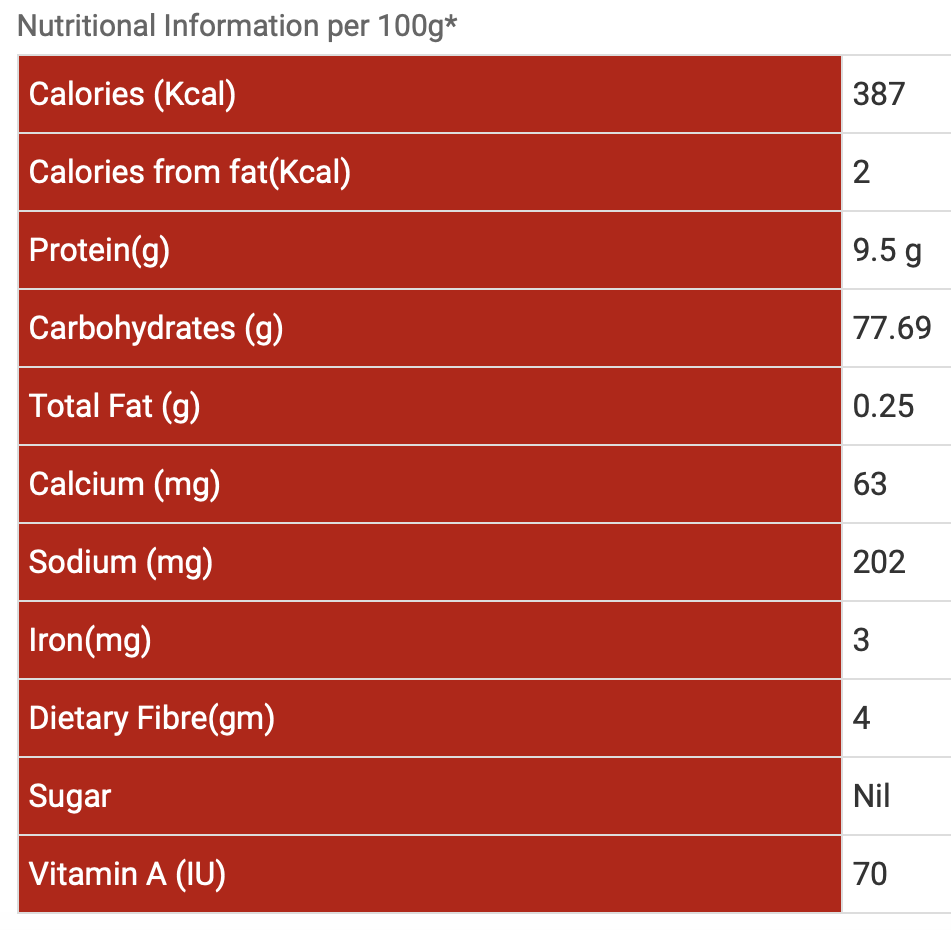 Nutritional Information per 100g*
Calories (Kcal) 387
Calories from fat(Kcal) 2
Protein(g) 9.5 g
Carbohydrates (g) 77.69
Total Fat (g) 0.25
Calcium (mg) 63
Sodium (mg) 202
Iron(mg) 3
Dietary Fibre(gm) 4
Sugar Nil
Vitamin A (IU) 70